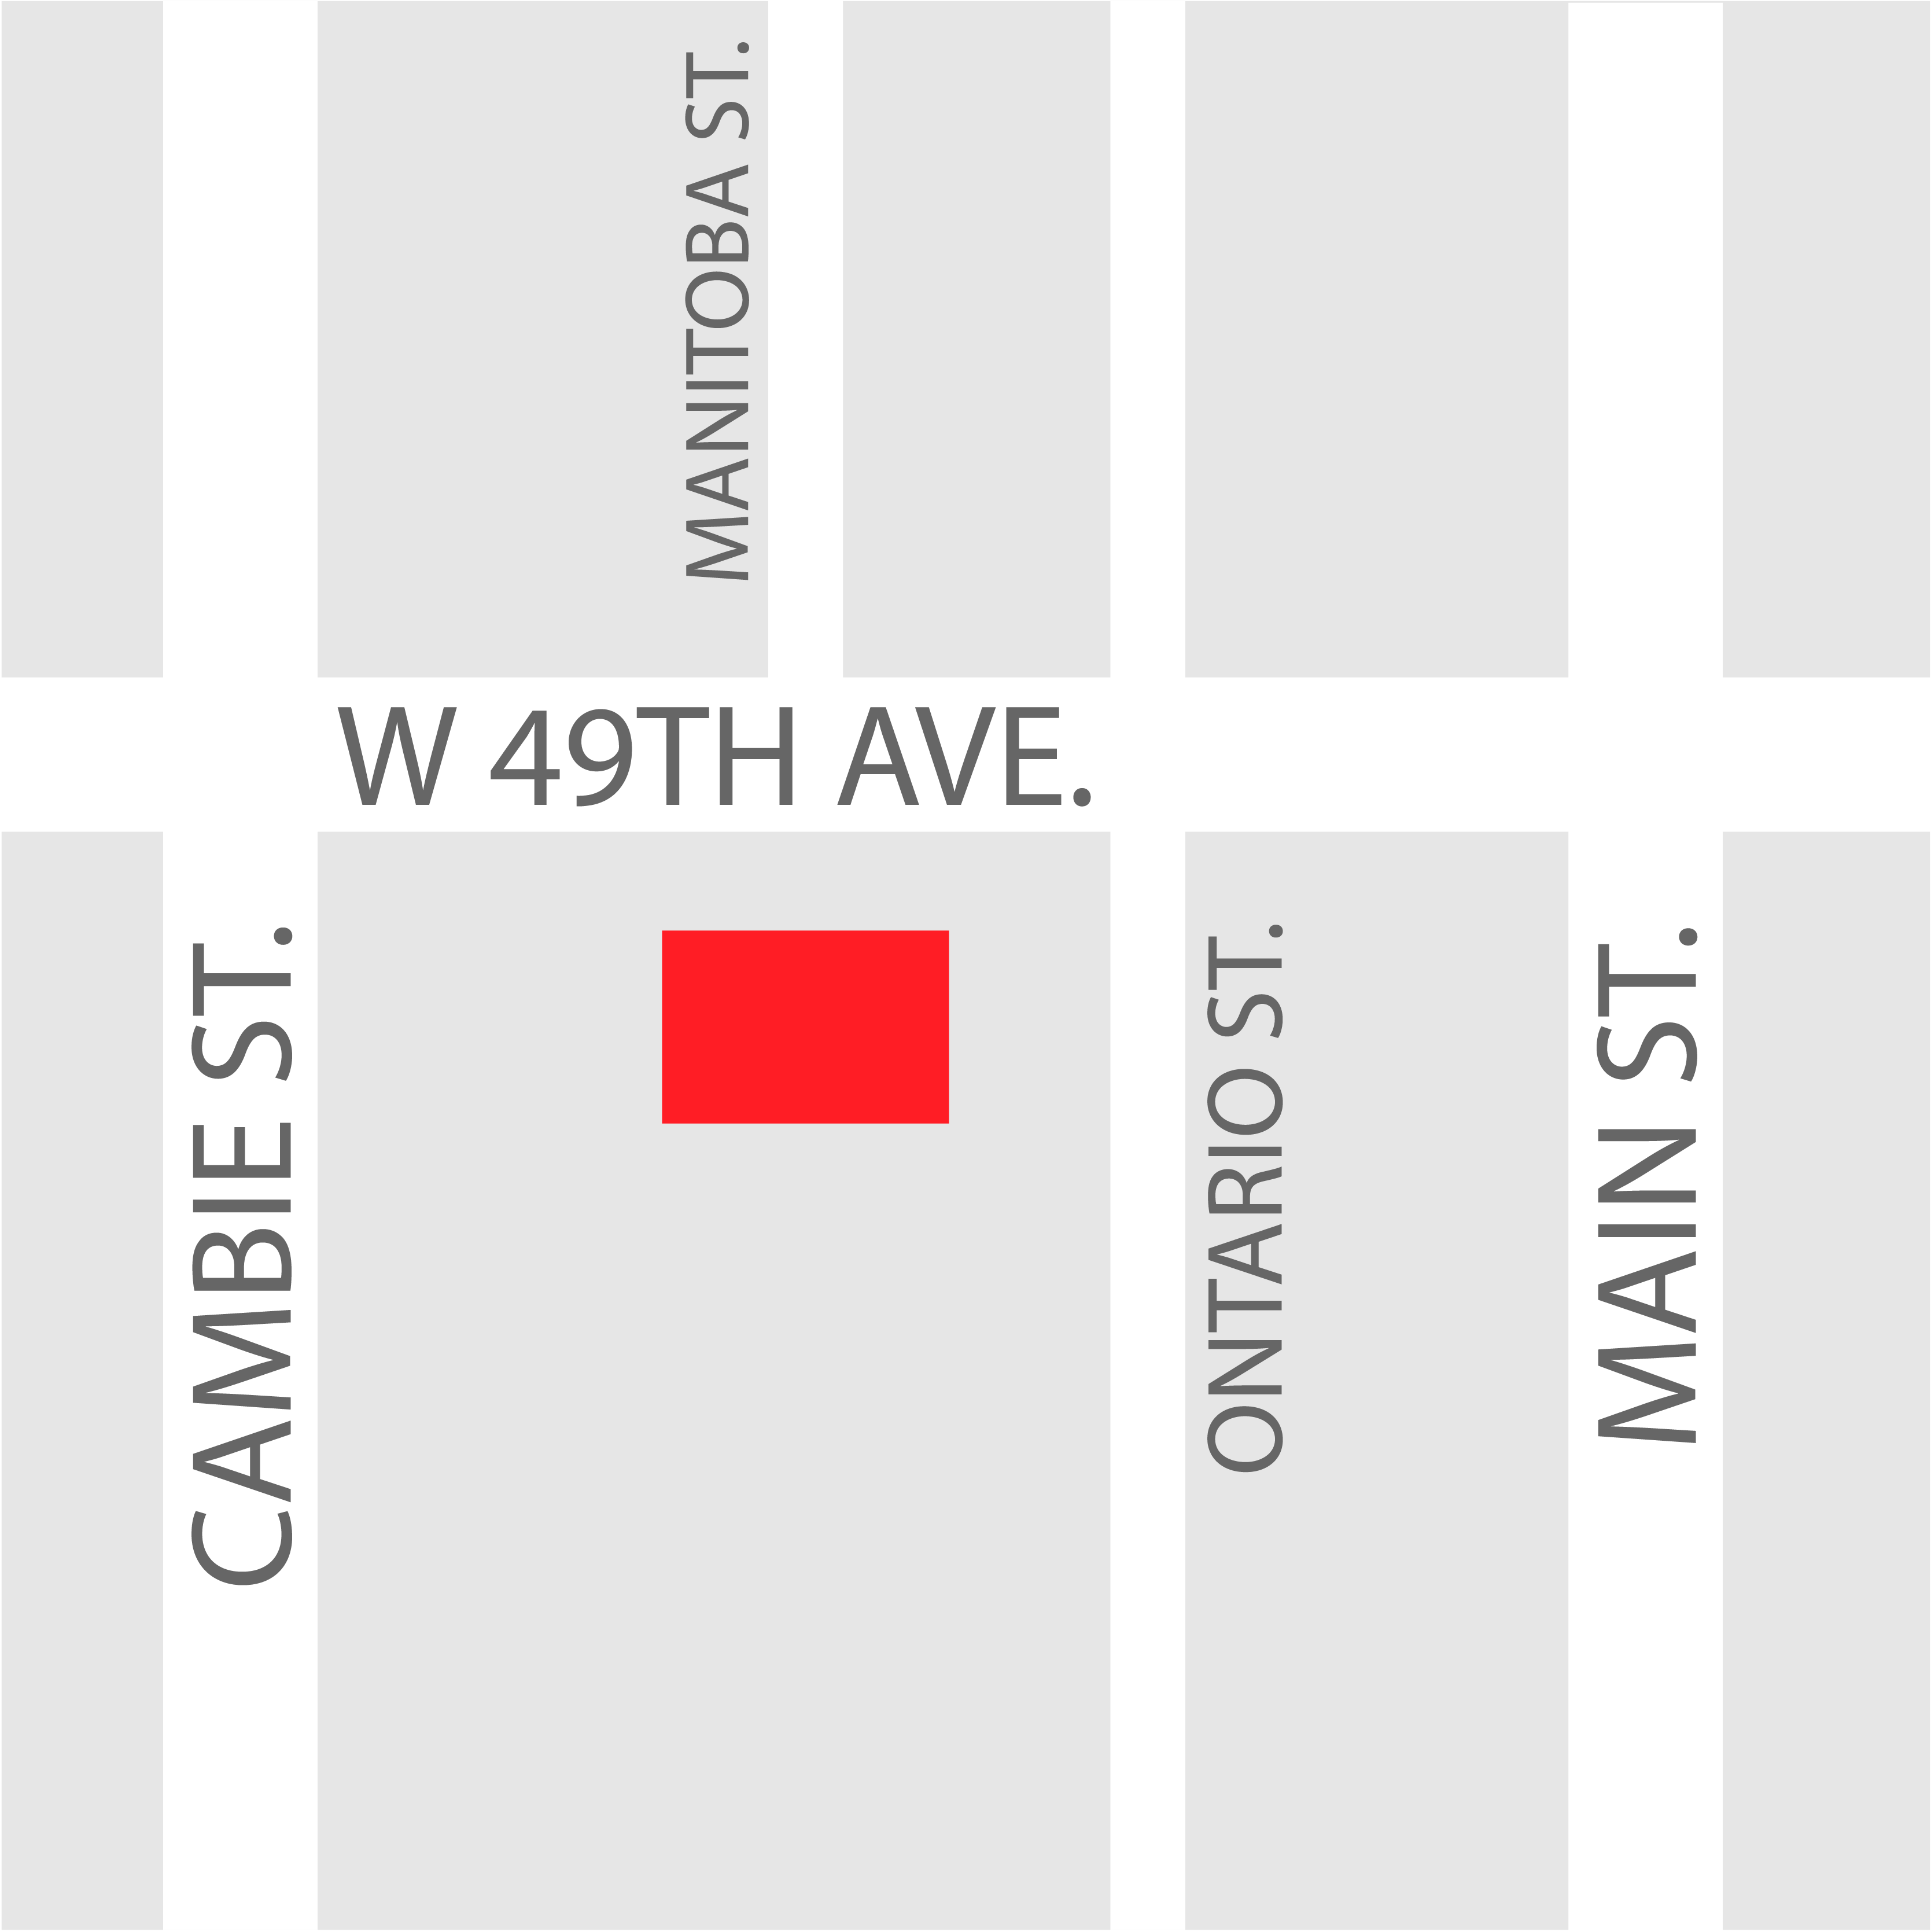 MANITOBA ST.
W 49TH AVE.
CAMBIE ST.
ONTARIO ST.
MAIN ST.